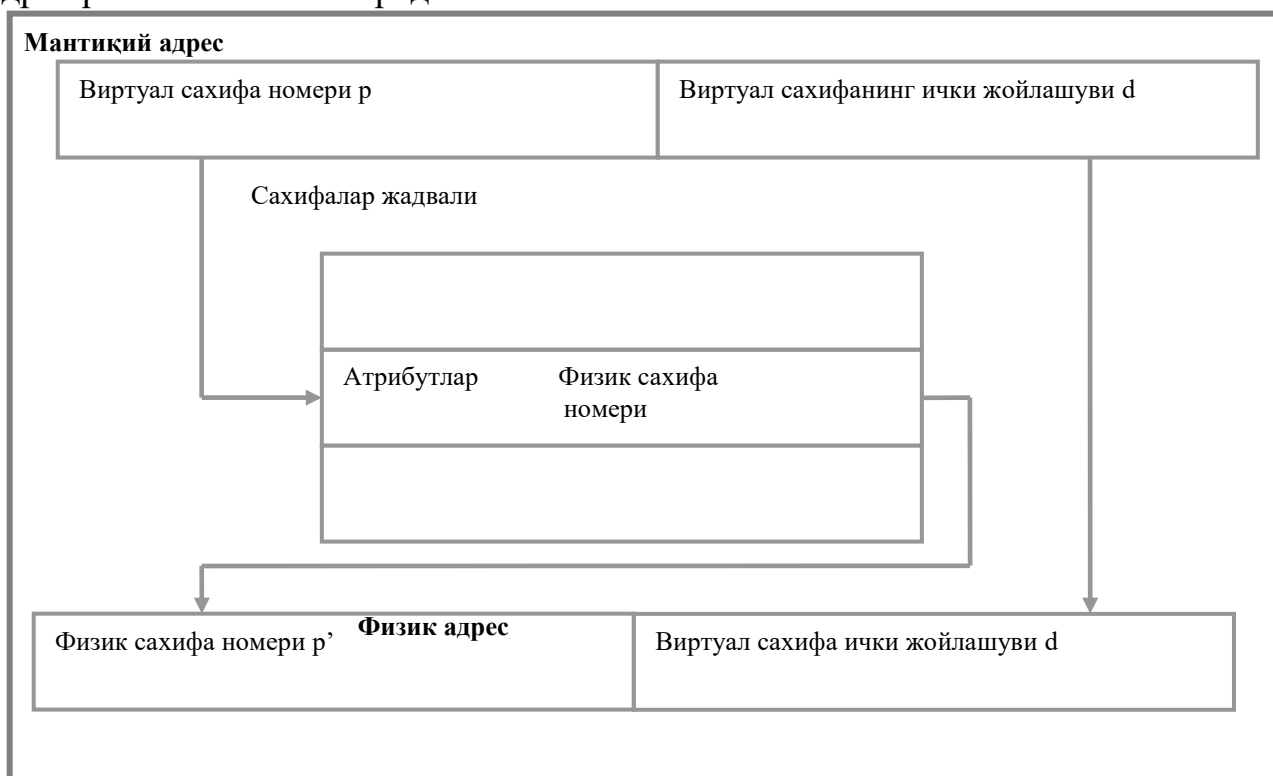 Мантиқий адрес
Виртуал сахифа номери p
Виртуал сахифанинг ички жойлашуви d
Сахифалар жадвали
Атрибутлар Физик сахифа
номери
Физик адрес
Физик сахифа номери p’
Виртуал сахифа ички жойлашуви d